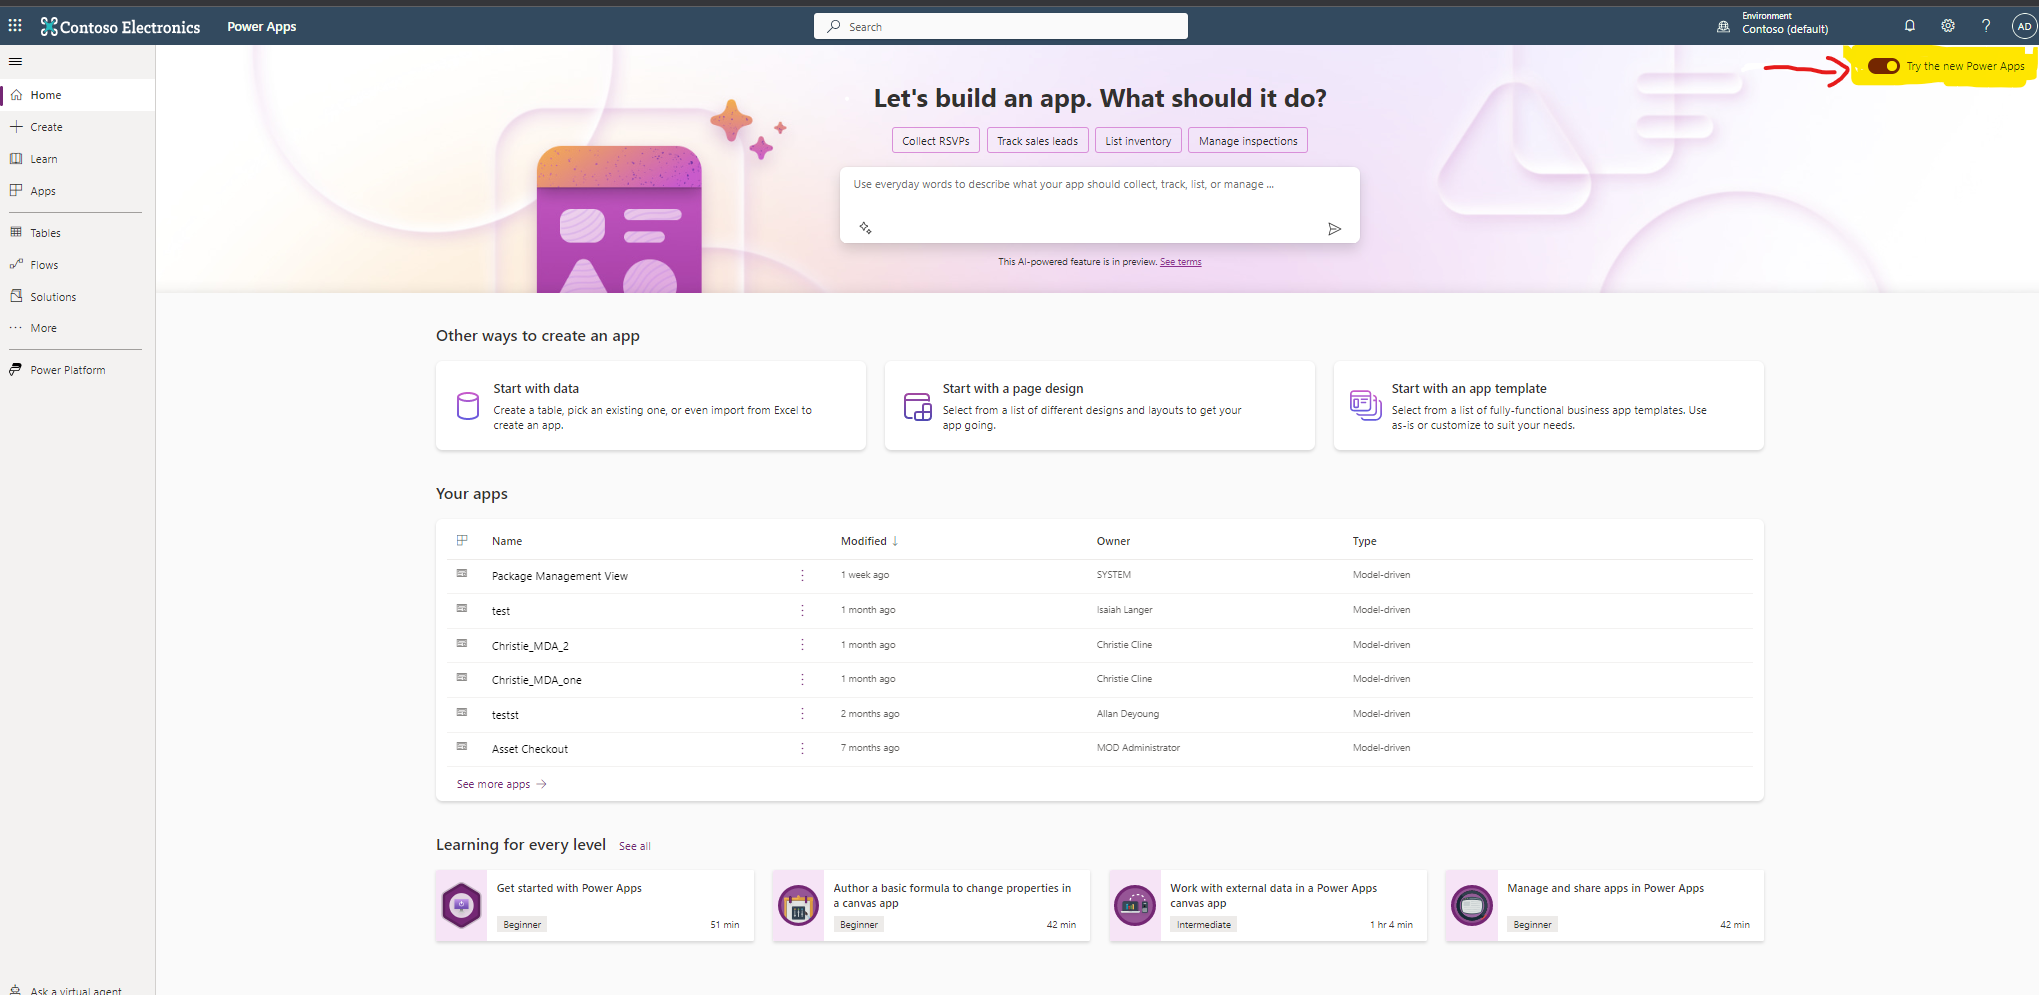 Contoso Electronics
Power Apps
Search
Environment
Contoso (default)
?
AD
Try the new Power Apps
Home
Create
Learn
Apps
Tables
Flows
Solutions
More
Power Platform
Ask a virtual agent
Let's build an app. What should it do?
Collect RSVPs
Track sales leads
List inventory
Manage inspections
Use everyday words to describe what your app should collect, track, list, or manage ...
This AI-powered feature is in preview. See terms
Other ways to create an app
Start with data
Create a table, pick an existing one, or even import from Excel to
create an app.
Start with a page design
Select from a list of different designs and layouts to get your
app going.
Start with an app template
Select from a list of fully-functional business app templates. Use
as-is or customize to suit your needs.
Your apps
Name Modified ↓ Owner Type
Package Management View 1 week ago SYSTEM Model-driven
test 1 month ago Isaiah Langer Model-driven
Christie_MDA_2 1 month ago Christie Cline Model-driven
Christie_MDA_one 1 month ago Christie Cline Model-driven
testst 2 months ago Allan Deyoung Model-driven
Asset Checkout 7 months ago MOD Administrator Model-driven
See more apps →
Learning for every level See all
Get started with Power Apps
Beginner 51 min
Author a basic formula to change properties in
a canvas app
Beginner 42 min
Work with external data in a Power Apps
canvas app
Intermediate 1 hr 4 min
Manage and share apps in Power Apps
Beginner 42 min